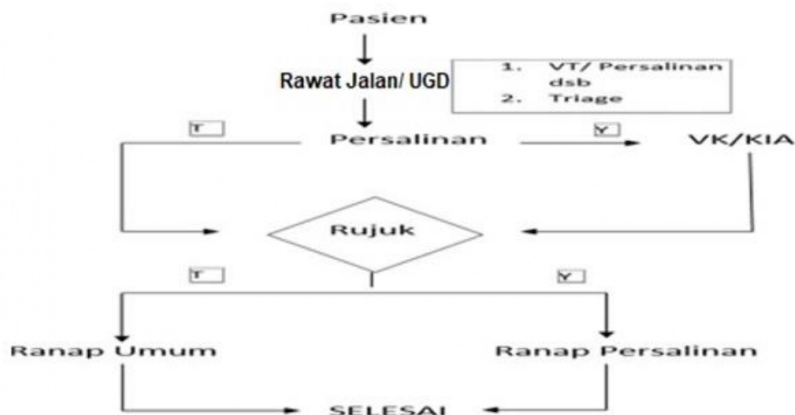 Pasien
Rawat Jalan/ UGD
1. VT/ Persalinan
dsb
2. Triage
T
Persalinan
Y
VK/KIA
Rujuk
T
Y
Ranap Umum
Ranap Persalinan
SELESAI